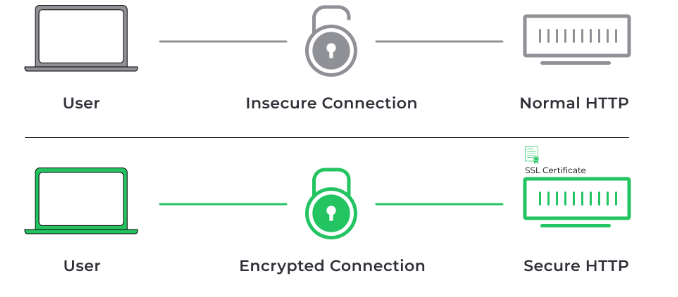 User
Insecure Connection
Normal HTTP
SSL Certificate
User
Encrypted Connection
Secure HTTP